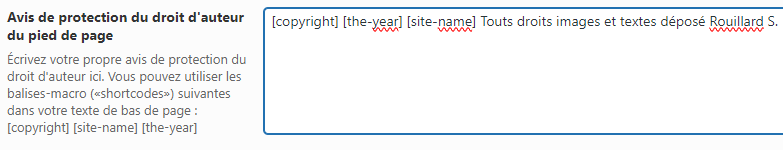 Avis de protection du droit d'auteur
du pied de page
Écrivez votre propre avis de protection du
droit d'auteur ici. Vous pouvez utiliser les
balises-macro («shortcodes») suivantes
dans votre texte de bas de page :
[copyright] [site-name] [the-year]
[copyright] [the-year] [site-name] Touts droits images et textes déposé Rouillard S.